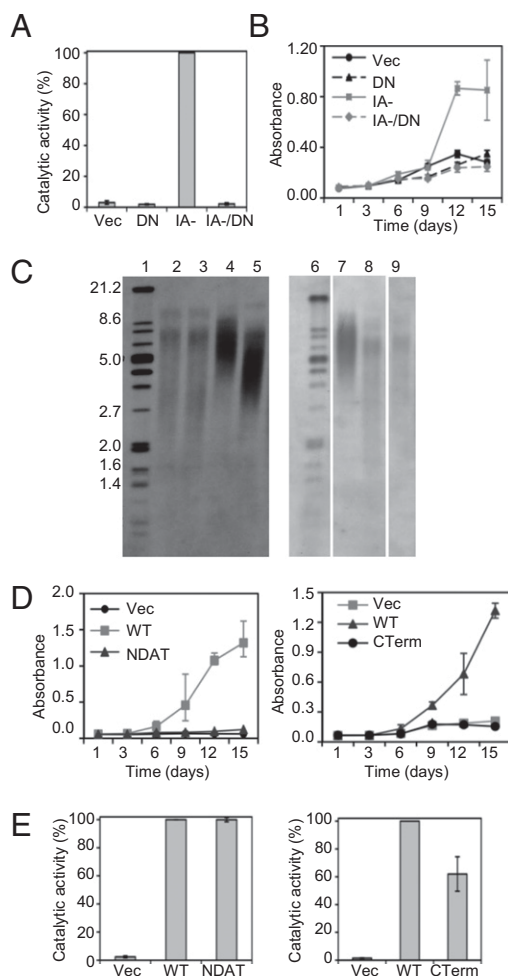 A
Catalytic activity (%)
100
80
60
40
20
0
Vec DN IA- IA-/DN
B
Absorbance
1.20
0.80
0.40
0.00
Vec
DN
IA-
IA-/DN
1 3 6 9 12 15
Time (days)
C
1 2 3 4 5 6 7 8 9
21.2
8.6
5.0
2.7
2.0
1.6
1.4
D
Absorbance
2.0
1.5
1.0
0.5
0.0
Vec
WT
NDAT
1 3 6 9 12 15
Time (days)
Absorbance
1.5
1.2
0.9
0.6
0.3
0.0
Vec
WT
CTerm
1 3 6 9 12 15
Time (days)
E
Catalytic activity (%)
100
80
60
40
20
0
Vec WT NDAT
Catalytic activity (%)
100
80
60
40
20
0
Vec WT CTerm